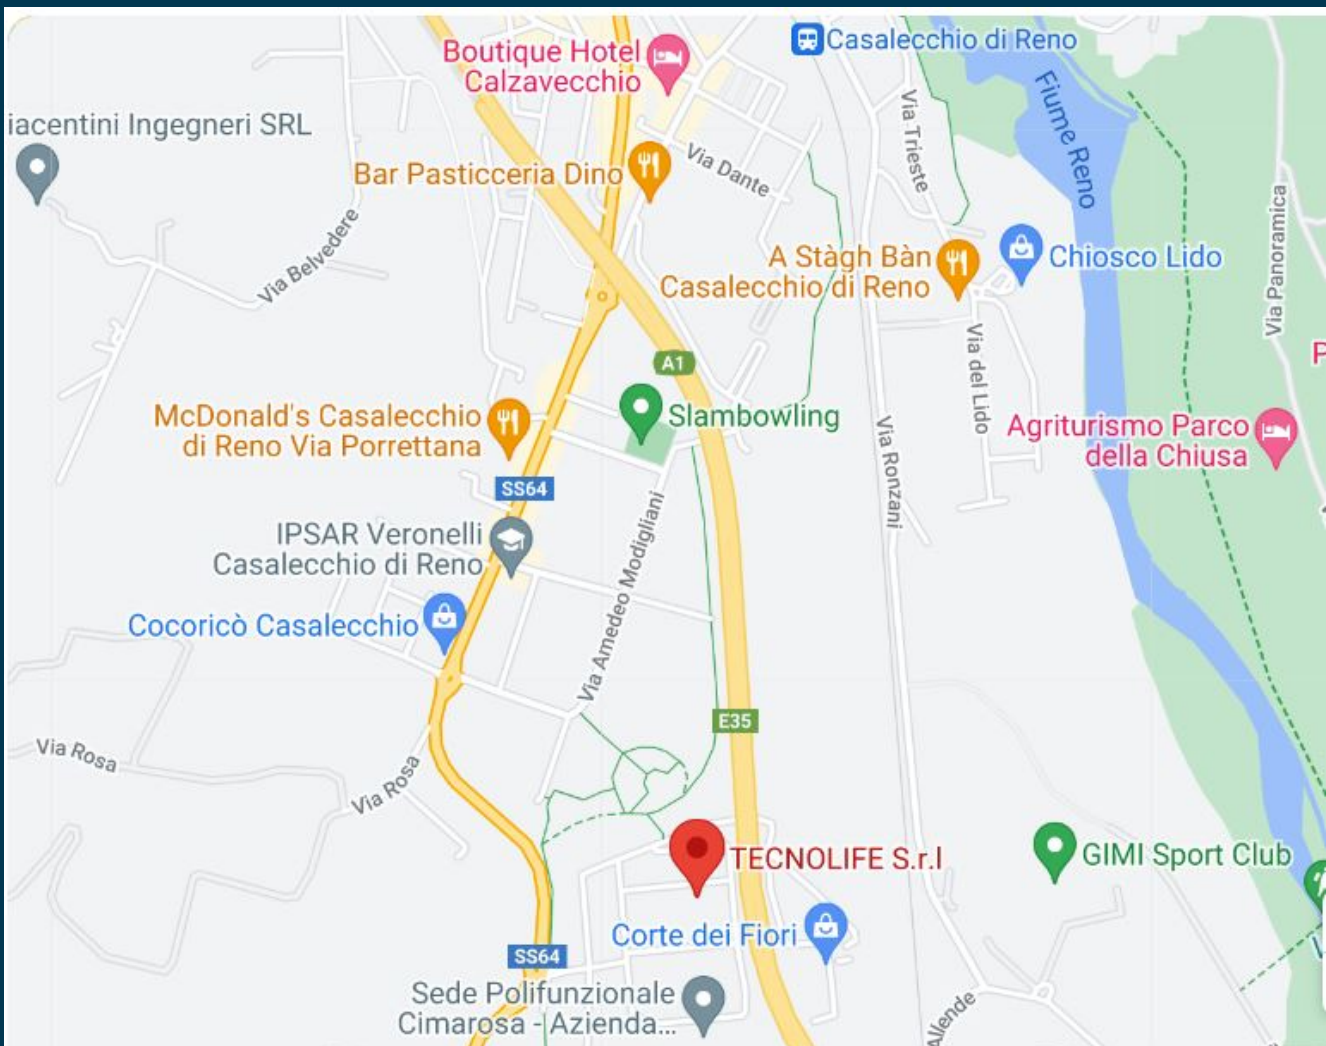 Boutique Hotel
Calzavecchio
Casalecchio di Reno
Fiume Reno
iacentini Ingegneri SRL
Via Trieste
Bar Pasticceria Dino
Via Dante
Via Belvedere
Via Panoramica
A Stàgh Bàn
Casalecchio di Reno
Chiosco Lido
A1
Via del Lido
P
McDonald's Casalecchio
di Reno Via Porrettana
Slambowling
Via Ronzani
Agriturismo Parco
della Chiusa
SS64
IPSAR Veronelli
Casalecchio di Reno
Via Amedeo Modigliani
Cocoricò Casalecchio
E35
Via Rosa
Via Rosa
TECNOLIFE S.r.l
GIMI Sport Club
Corte dei Fiori
SS64
Sede Polifunzionale
Cimarosa - Azienda...
Allende